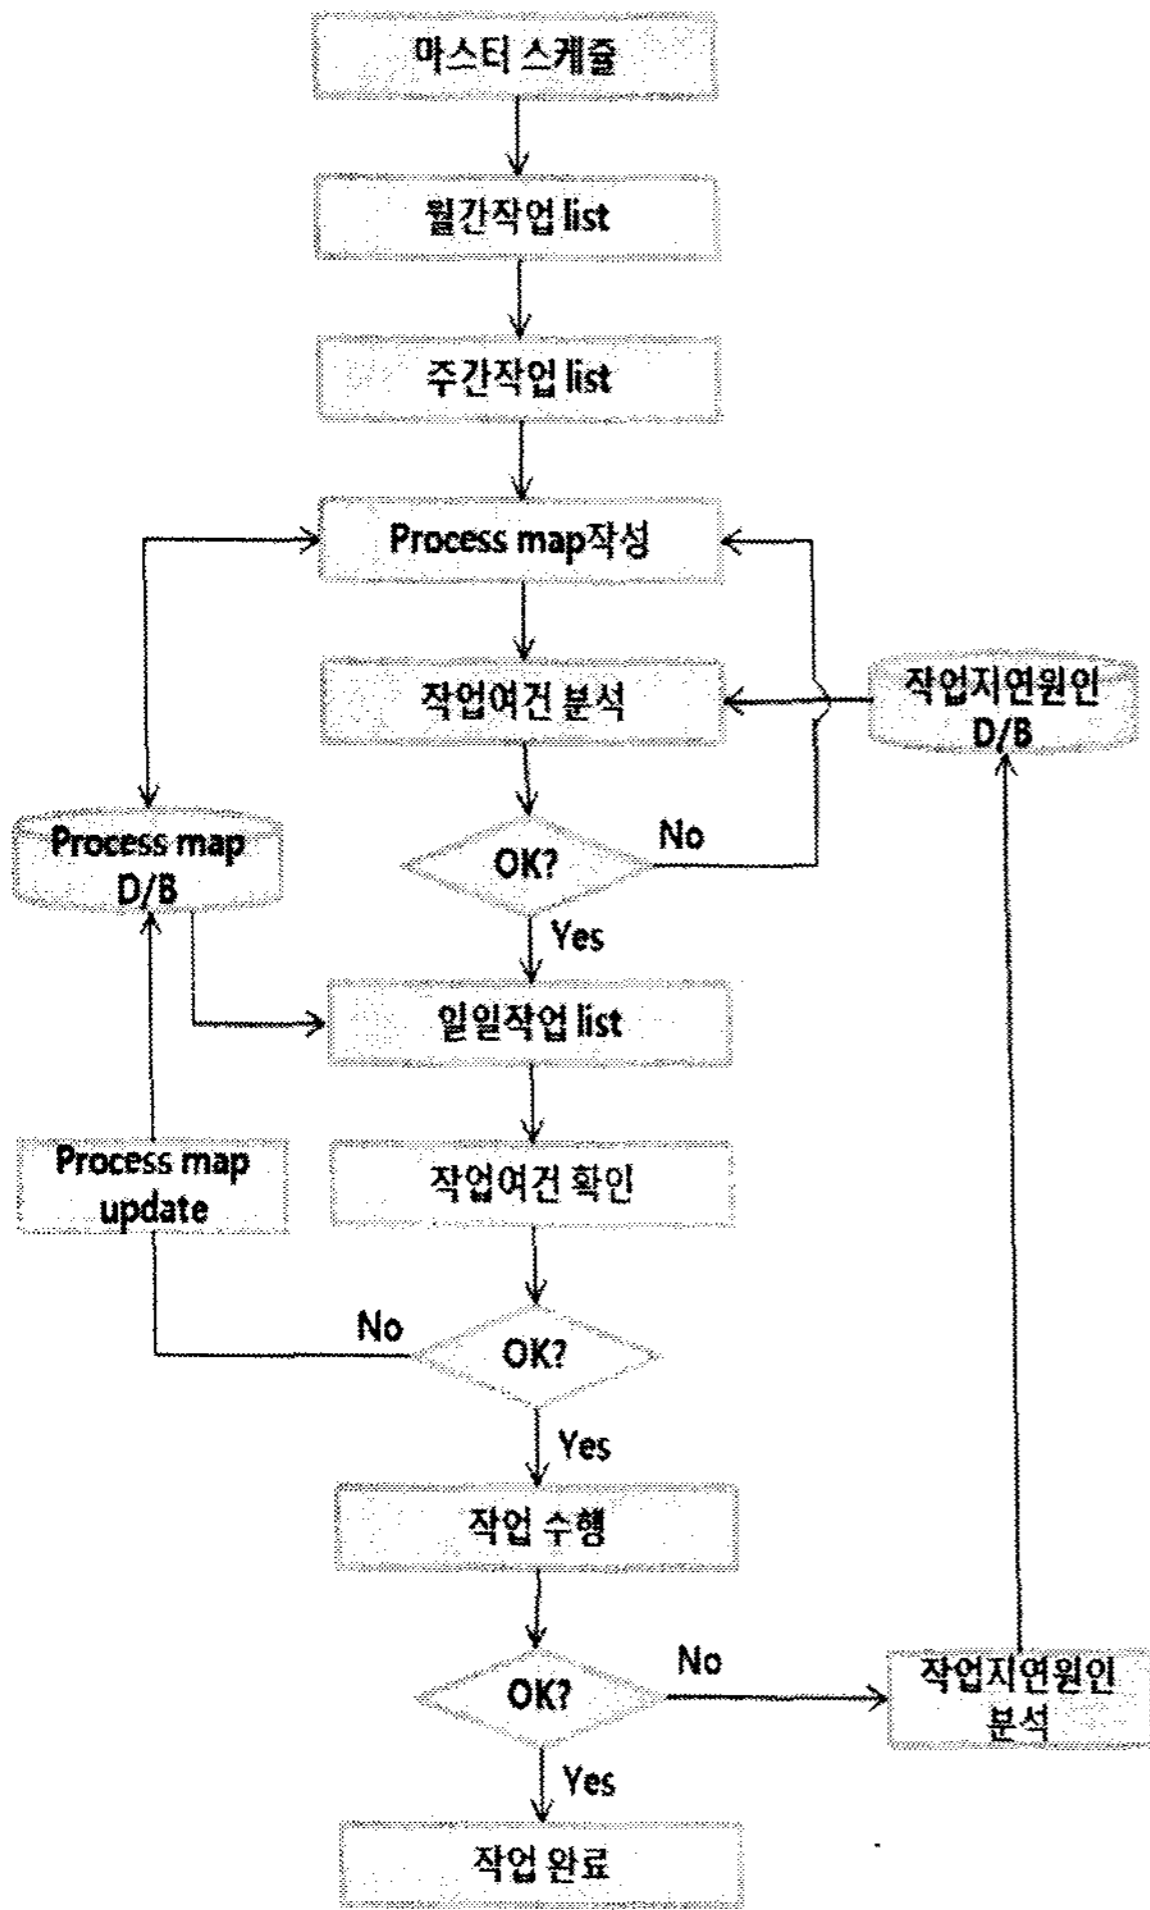 마스터 스케쥴
월간작업 list
주간작업 list
Process map작성
작업여건 분석
작업지연원인
D/B
Process map
D/B
OK?
No
Yes
일일작업 list
Process map
update
작업여건 확인
No
OK?
Yes
작업 수행
OK?
No
작업지연원인
분석
Yes
작업 완료